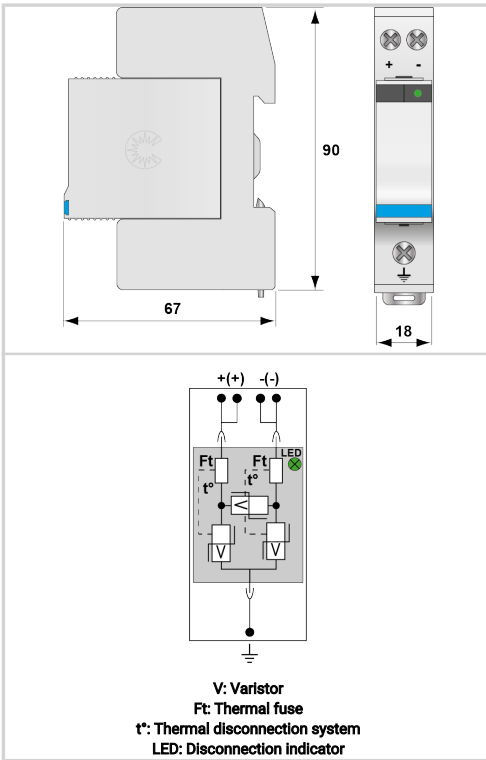 90
67
+ -
18
+(+) -(-)
Ft Ft LED
t° t°
V
V V
V: Varistor
Ft: Thermal fuse
t°: Thermal disconnection system
LED: Disconnection indicator